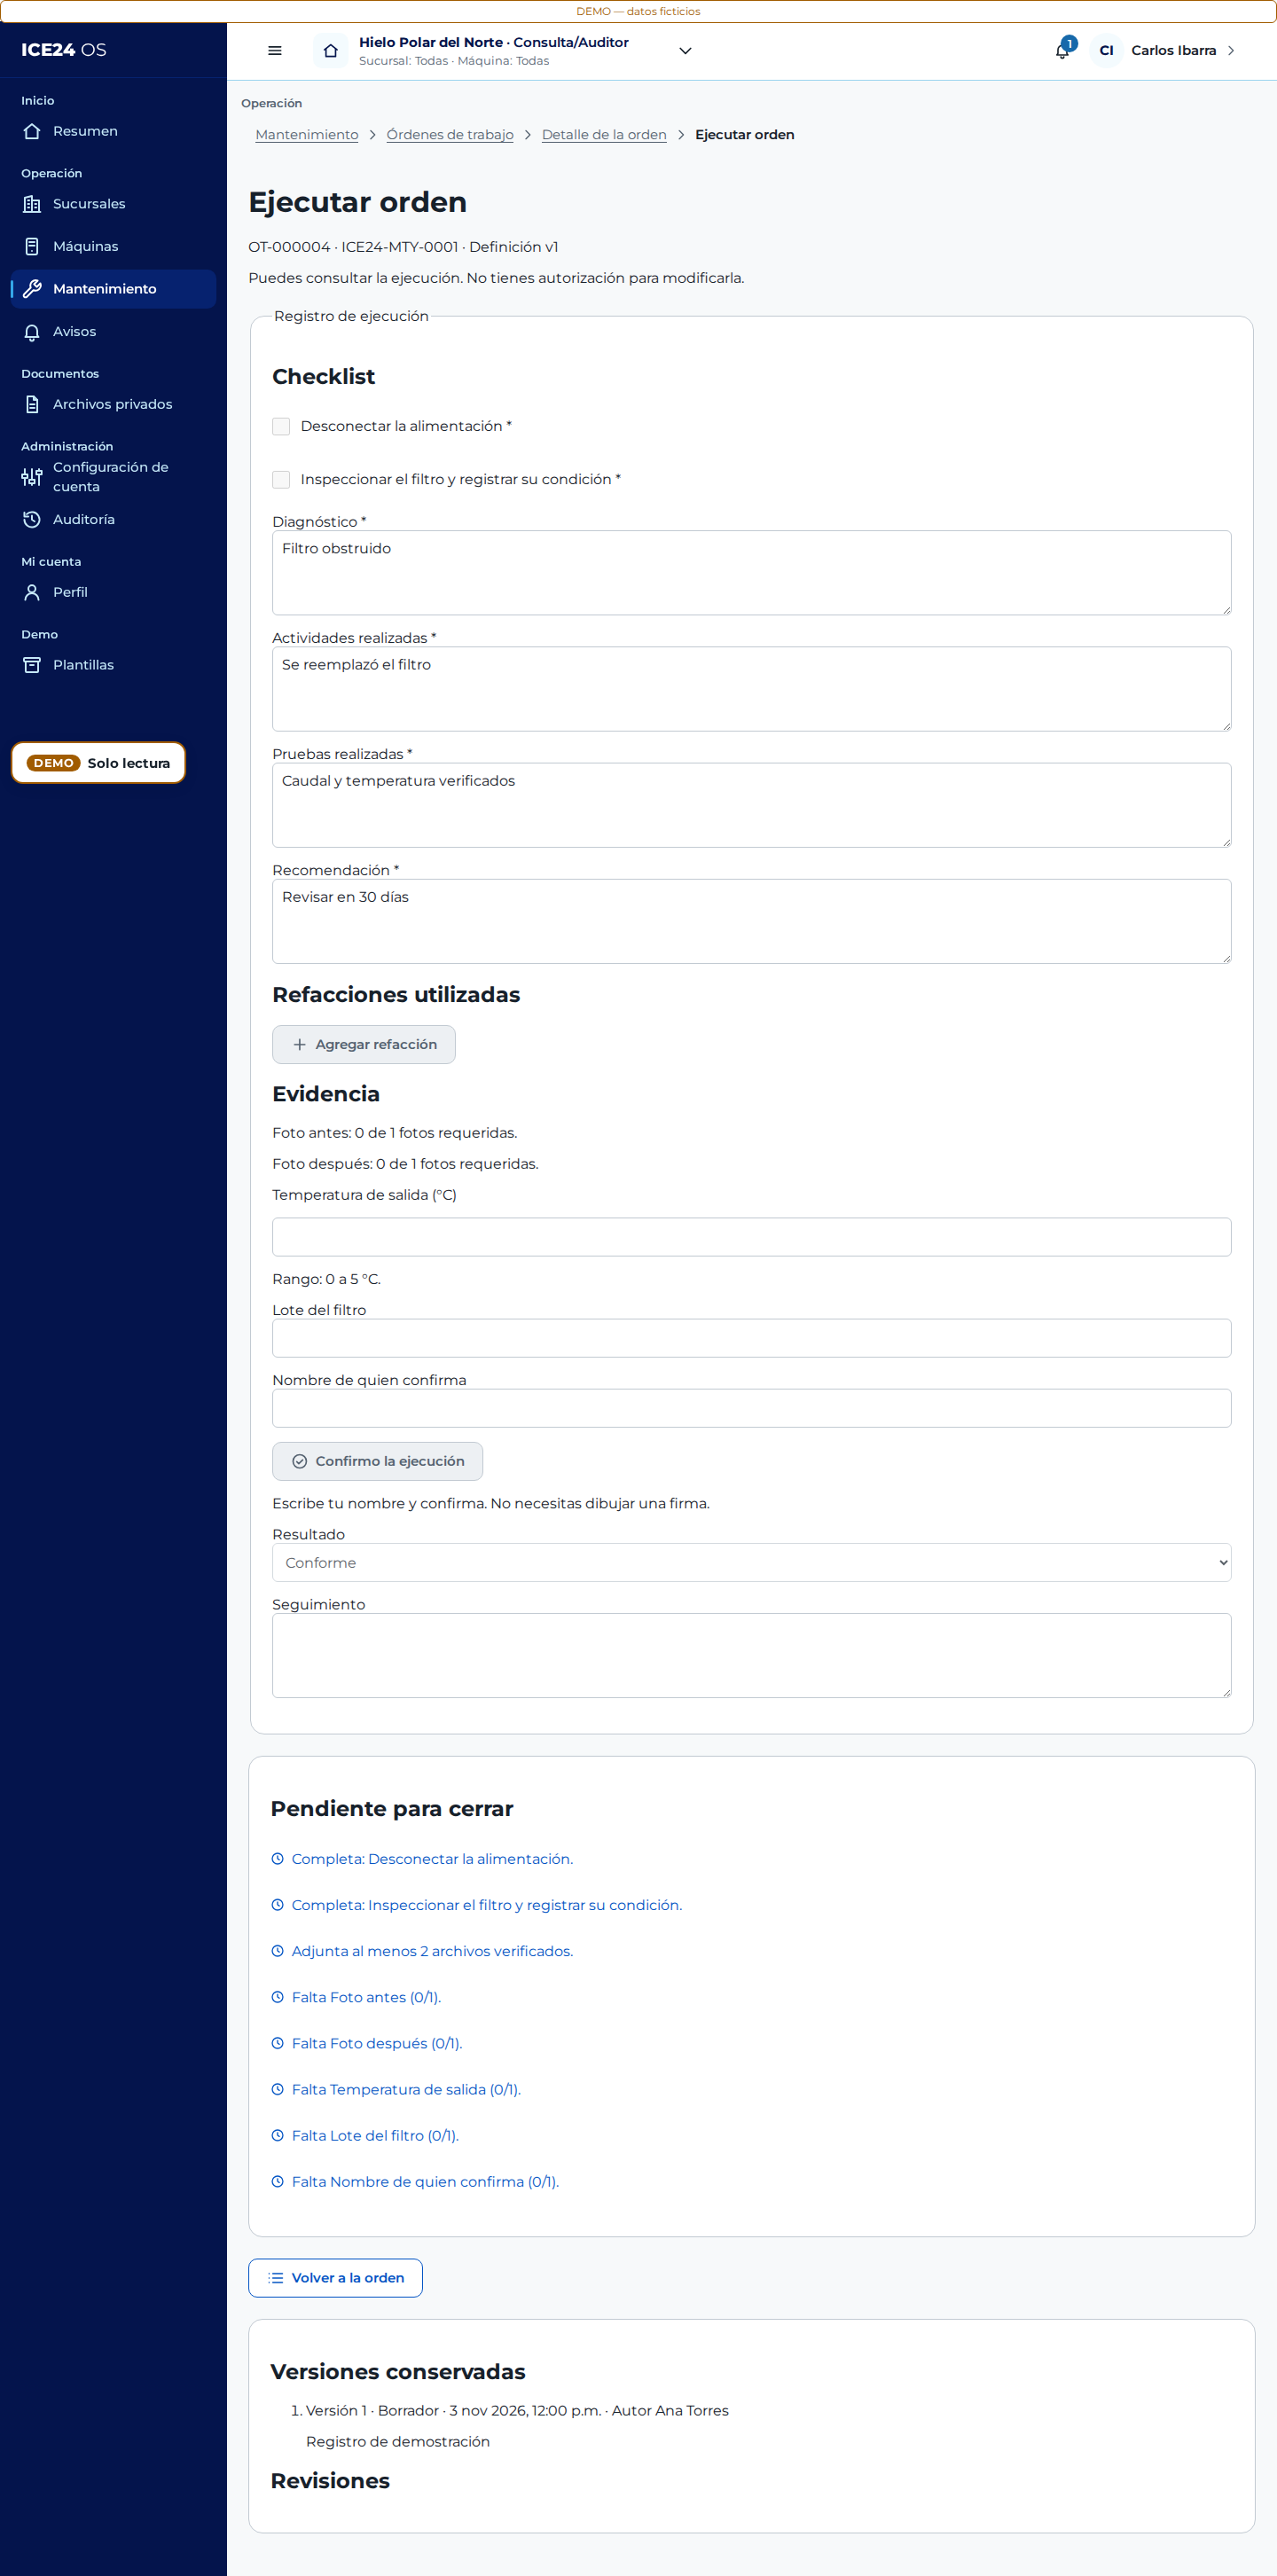 DEMO — datos ficticios
ICE24 OS
Inicio
Resumen
Operación
Sucursales
Máquinas
Mantenimiento
Avisos
Documentos
Archivos privados
Administración
Configuración de
cuenta
Auditoría
Mi cuenta
Perfil
Demo
Plantillas
DEMO Solo lectura
Hielo Polar del Norte · Consulta/Auditor
Sucursal: Todas · Máquina: Todas
1
CI Carlos Ibarra
Operación
Mantenimiento > Órdenes de trabajo > Detalle de la orden > Ejecutar orden
Ejecutar orden
OT-000004 · ICE24-MTY-0001 · Definición v1
Puedes consultar la ejecución. No tienes autorización para modificarla.
Registro de ejecución
Checklist
Desconectar la alimentación *
Inspeccionar el filtro y registrar su condición *
Diagnóstico *
Filtro obstruido
Actividades realizadas *
Se reemplazó el filtro
Pruebas realizadas *
Caudal y temperatura verificados
Recomendación *
Revisar en 30 días
Refacciones utilizadas
Agregar refacción
Evidencia
Foto antes: 0 de 1 fotos requeridas.
Foto después: 0 de 1 fotos requeridas.
Temperatura de salida (°C)
Rango: 0 a 5 °C.
Lote del filtro
Nombre de quien confirma
Confirmo la ejecución
Escribe tu nombre y confirma. No necesitas dibujar una firma.
Resultado
Conforme
Seguimiento
Pendiente para cerrar
Completa: Desconectar la alimentación.
Completa: Inspeccionar el filtro y registrar su condición.
Adjunta al menos 2 archivos verificados.
Falta Foto antes (0/1).
Falta Foto después (0/1).
Falta Temperatura de salida (0/1).
Falta Lote del filtro (0/1).
Falta Nombre de quien confirma (0/1).
Volver a la orden
Versiones conservadas
1. Versión 1 · Borrador · 3 nov 2026, 12:00 p.m. · Autor Ana Torres
Registro de demostración
Revisiones